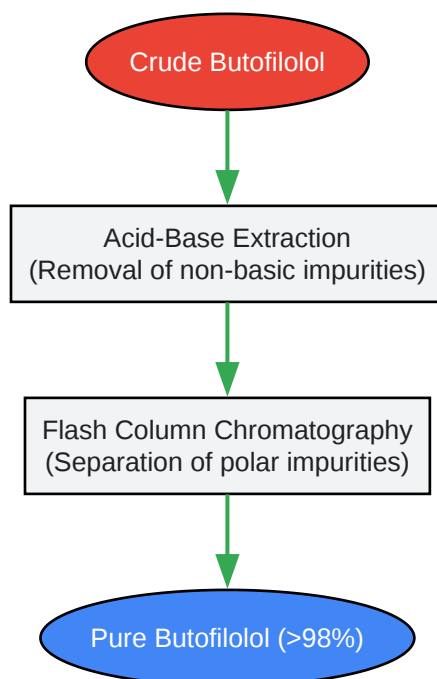 Crude Butofilolol
Acid-Base Extraction
(Removal of non-basic impurities)
Flash Column Chromatography
(Separation of polar impurities)
Pure Butofilolol (>98%)